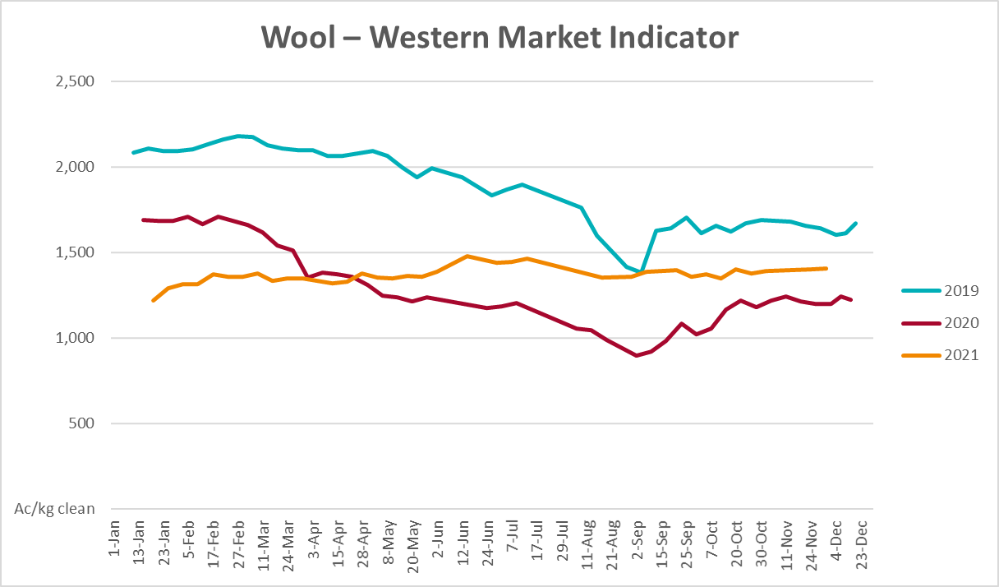 Wool – Western Market Indicator
2,500
2,000
1,500
1,000
500
Ac/kg clean
1-Jan
13-Jan
23-Jan
5-Feb
17-Feb
27-Feb
11-Mar
24-Mar
3-Apr
15-Apr
28-Apr
8-May
20-May
2-Jun
12-Jun
24-Jun
7-Jul
17-Jul
29-Jul
11-Aug
21-Aug
2-Sep
15-Sep
25-Sep
7-Oct
20-Oct
30-Oct
11-Nov
24-Nov
4-Dec
23-Dec
2019
2020
2021